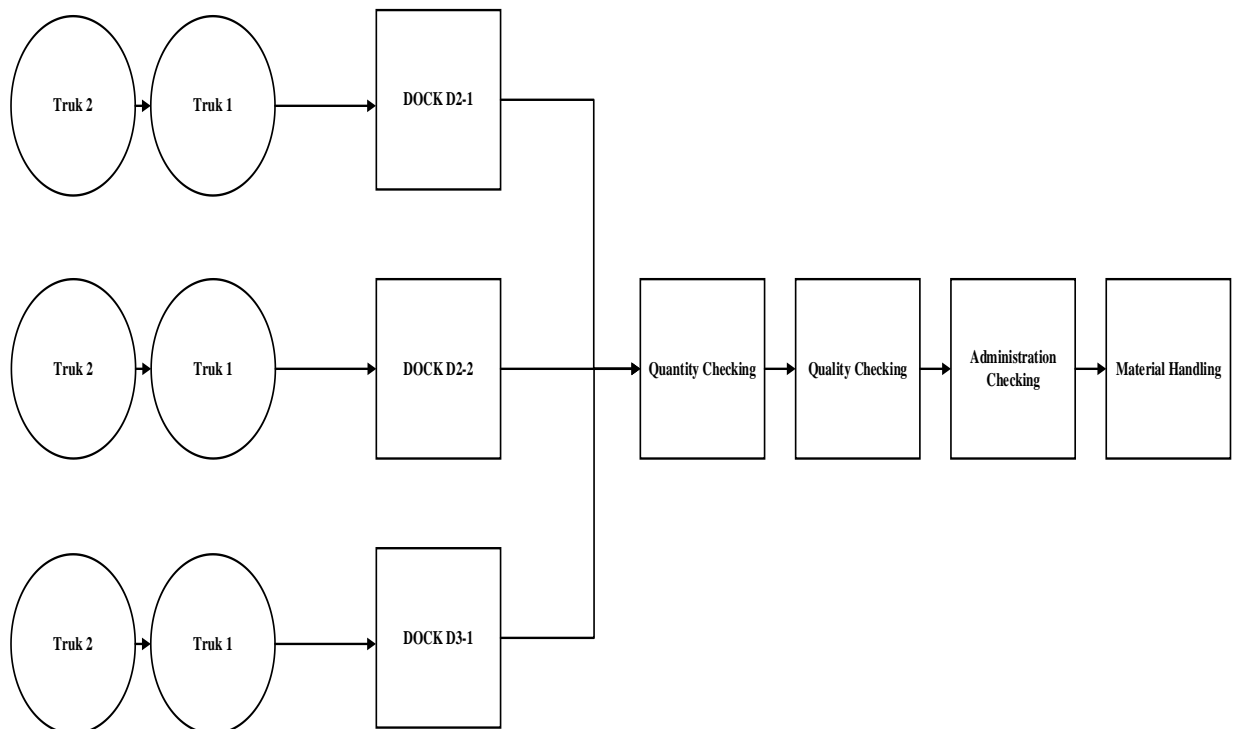 Truk 2
Truk 1
DOCK D2-1
Truk 2
Truk 1
DOCK D2-2
Quantity Checking
Quality Checking
Administration
Checking
Material Handling
Truk 2
Truk 1
DOCK D3-1